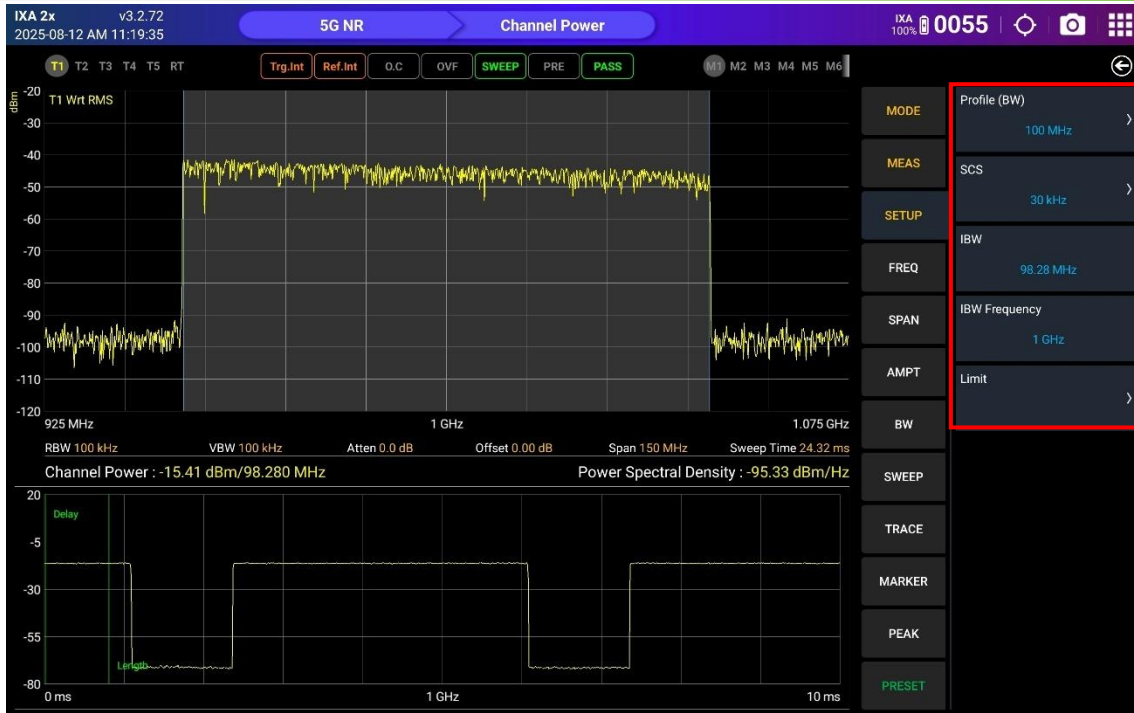 IXA 2x v3.2.72
2025-08-12 AM 11:19:35
5G NR
Channel Power
IXA
100%
0055
T1 T2 T3 T4 T5 RT
Trg.Int Ref.Int O.C OVF SWEEP PRE PASS
M1 M2 M3 M4 M5 M6
dBm
T1 Wrt RMS
-20
-30
-40
-50
-60
-70
-80
-90
-100
-110
-120
925 MHz 1 GHz 1.075 GHz
RBW 100 kHz VBW 100 kHz Atten 0.0 dB Offset 0.00 dB Span 150 MHz Sweep Time 24.32 ms
Channel Power : -15.41 dBm/98.280 MHz Power Spectral Density : -95.33 dBm/Hz
20
-5
-30
-55
-80
Delay
Length
0 ms 1 GHz 10 ms
MODE
MEAS
SETUP
FREQ
SPAN
AMPT
BW
SWEEP
TRACE
MARKER
PEAK
PRESET
Profile (BW)
100 MHz
SCS
30 kHz
IBW
98.28 MHz
IBW Frequency
1 GHz
Limit